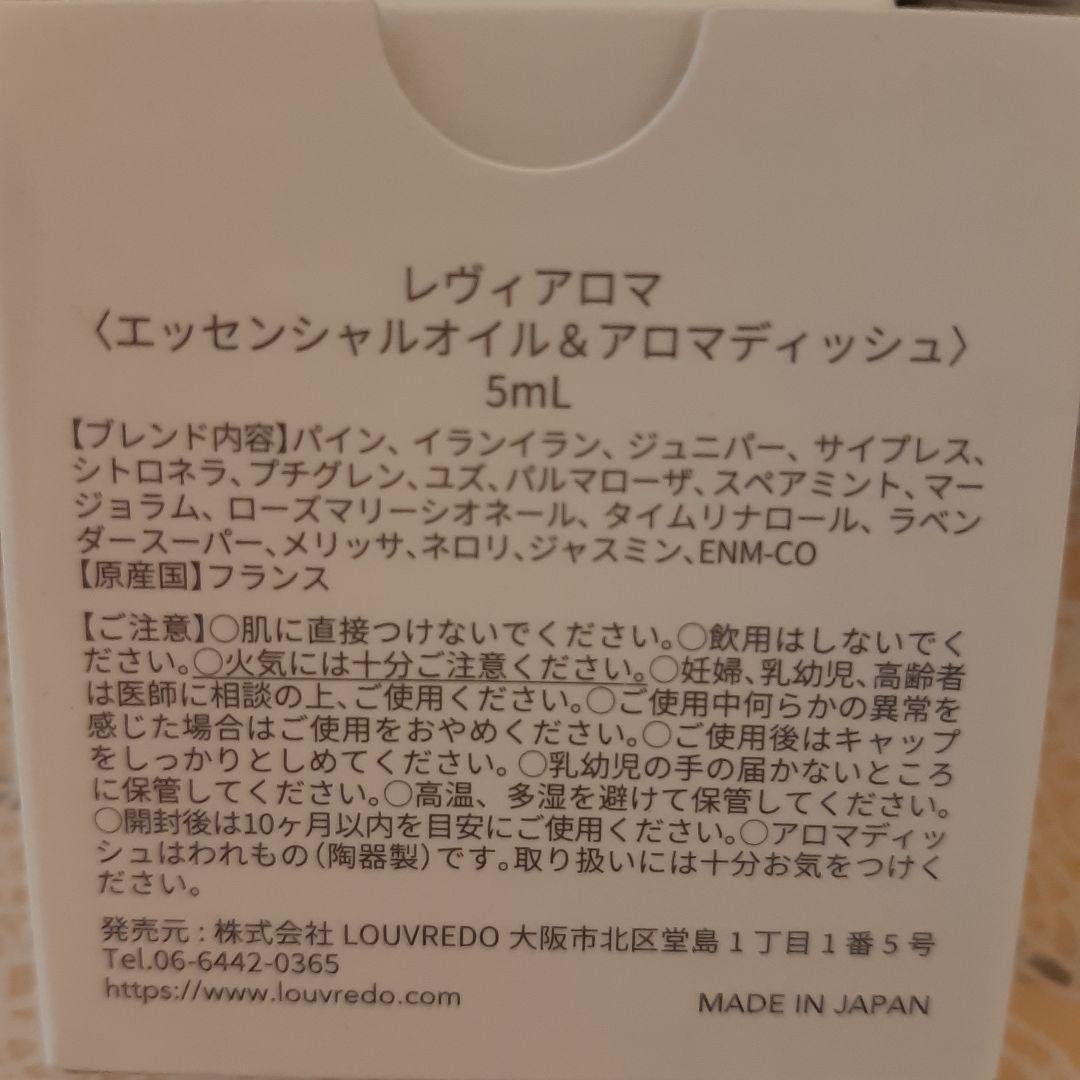 レヴィアロマ
〈エッセンシャルオイル＆アロマディッシュ〉
5mL
【ブレンド内容】パイン、イランイラン、ジュニパー、サイプレス、
シトロネラ、プチグレン、ユズ、パルマローザ、スペアミント、マー
ジョラム、ローズマリーシオネール、タイムリナロール、ラベン
ダースーパー、メリッサ、ネロリ、ジャスミン、ENM-CO
【原産国】フランス
【ご注意】○肌に直接つけないでください。○飲用はしないでく
ださい。○火気には十分ご注意ください。○妊婦、乳幼児、高齢者
は医師に相談の上、ご使用ください。○ご使用中何らかの異常を
感じた場合はご使用をおやめください。○ご使用後はキャップ
をしっかりとしめてください。○乳幼児の手の届かないところ
に保管してください。○高温、多湿を避けて保管してください。
○開封後は10ヶ月以内を目安にご使用ください。○アロマディッ
シュはわれもの（陶器製）です。取り扱いには十分お気をつけく
ださい。
発売元：株式会社 LOUVREDO 大阪市北区堂島1丁目1番5号
Tel.06-6442-0365
https://www.louvredo.com
MADE IN JAPAN